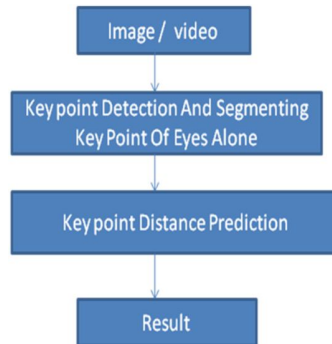 Image / video
Key point Detection And Segmenting
Key Point Of Eyes Alone
Key point Distance Prediction
Result